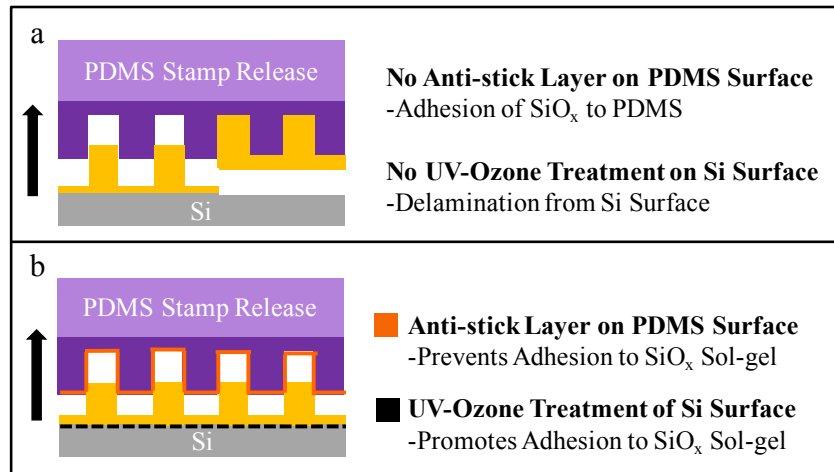 a
PDMS Stamp Release
Si
No Anti-stick Layer on PDMS Surface
-Adhesion of SiOₓ to PDMS
No UV-Ozone Treatment on Si Surface
-Delamination from Si Surface
b
PDMS Stamp Release
Si
Anti-stick Layer on PDMS Surface
-Prevents Adhesion to SiOₓ Sol-gel
UV-Ozone Treatment of Si Surface
-Promotes Adhesion to SiOₓ Sol-gel